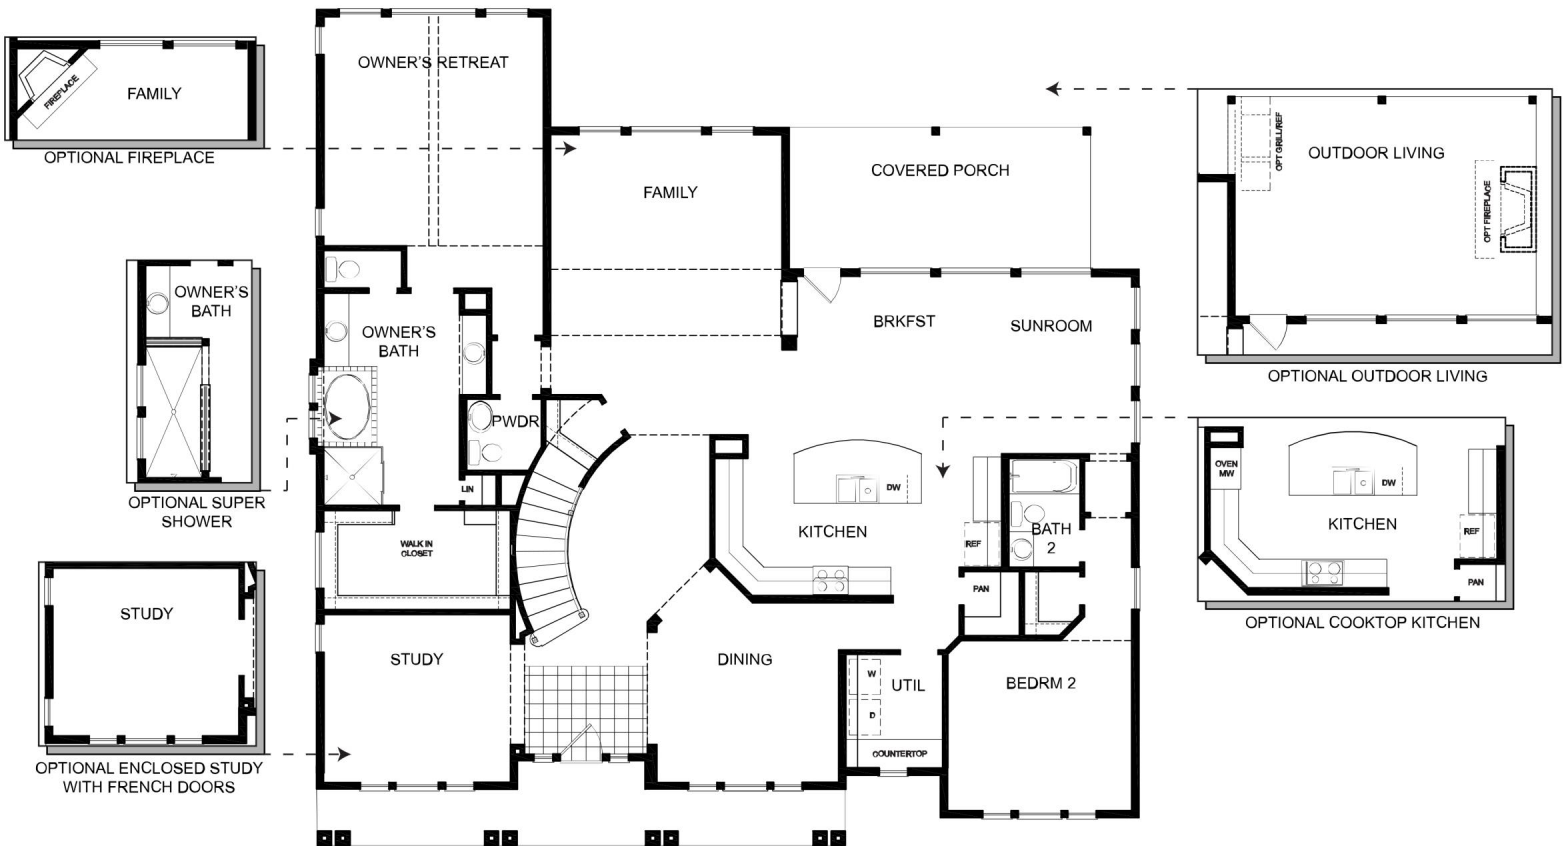 FAMILY
FIREPLACE
OPTIONAL FIREPLACE
OWNER'S
BATH
OPTIONAL SUPER
SHOWER
STUDY
OPTIONAL ENCLOSED STUDY
WITH FRENCH DOORS
OWNER'S RETREAT
FAMILY
COVERED PORCH
OWNER'S
BATH
BRKFST
SUNROOM
PWDR
LIN
WALK IN
CLOSET
DW
KITCHEN
REF
BATH
2
PAN
STUDY
DINING
W
D
UTIL
COUNTERTOP
BEDRM 2
OPT GRILL/REF
OUTDOOR LIVING
OPT FIREPLACE
OPTIONAL OUTDOOR LIVING
OVEN
MW
DW
KITCHEN
REF
PAN
OPTIONAL COOKTOP KITCHEN